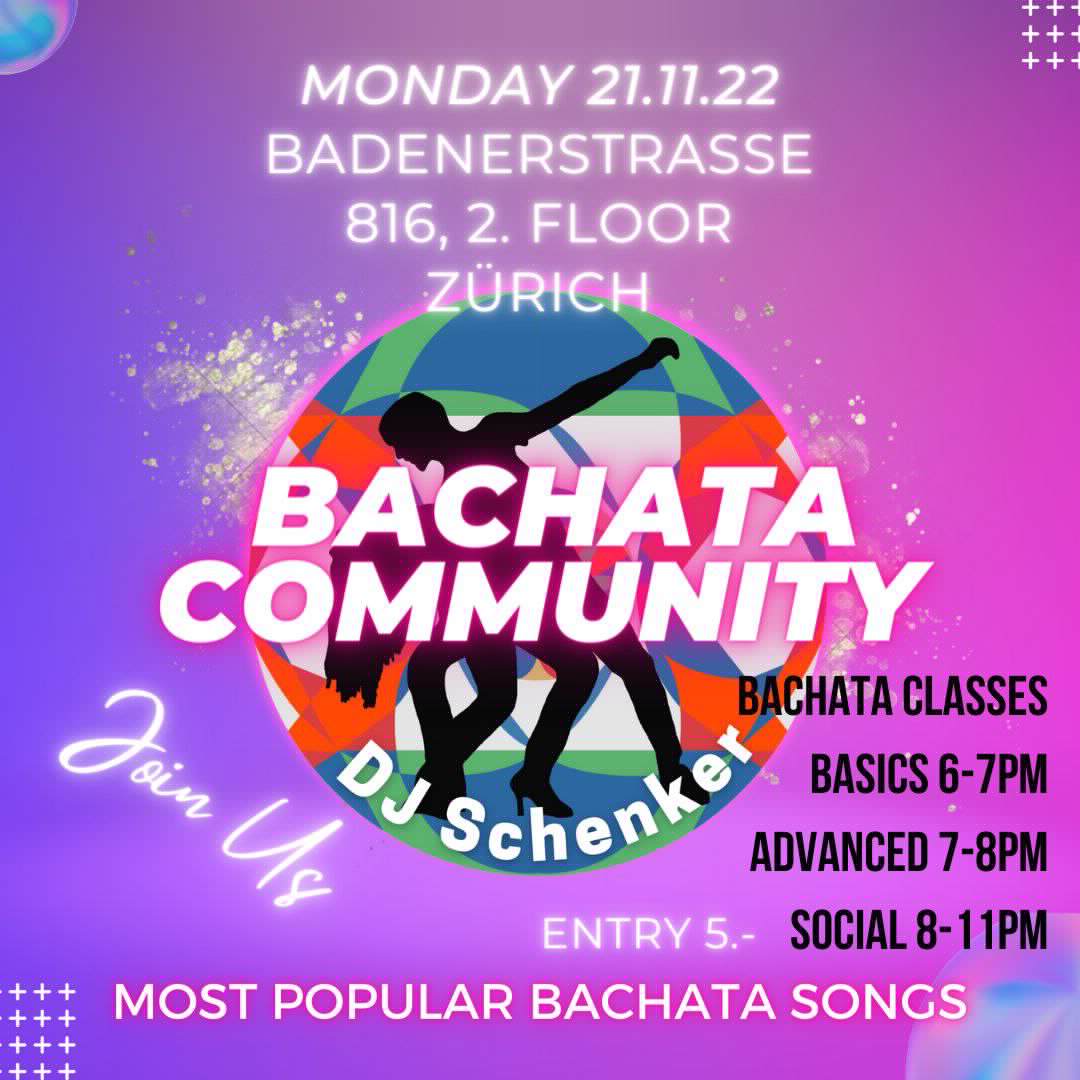 MONDAY 21.11.22
BADENERSTRASSE
816, 2. FLOOR
ZÜRICH
BACHATA
COMMUNITY
Join Us
DJ Schenker
BACHATA CLASSES
BASICS 6-7PM
ADVANCED 7-8PM
ENTRY 5.- SOCIAL 8-11PM
MOST POPULAR BACHATA SONGS